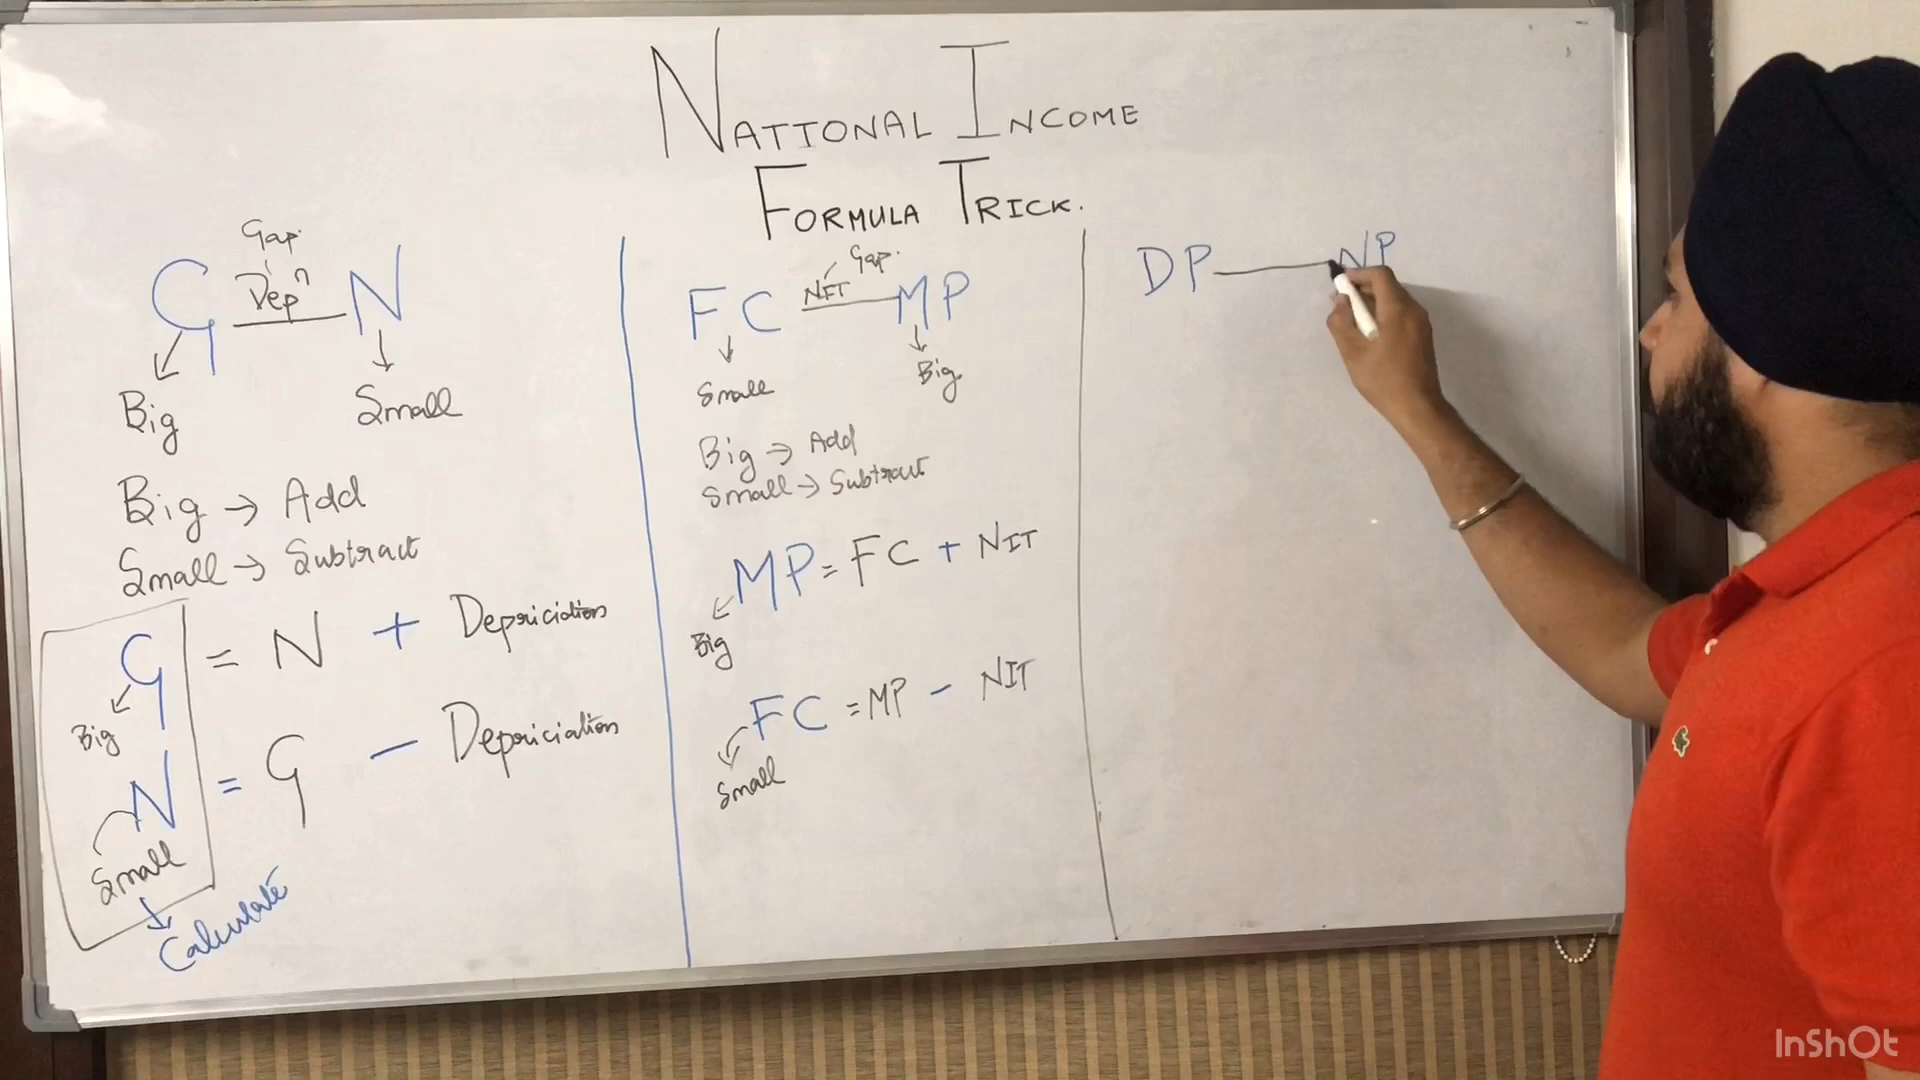 NATIONAL INCOME
FORMULA TRICK.
Gap.
Depn
G N
Big Small
Big → Add
Small → Subtract
G = N + Depriciation
Big
N = G - Depriciation
Small
Calculate
Gap.
NIT
FC MP
Small Big
Big → Add
Small → Subtract
MP = FC + NIT
Big
FC = MP - NIT
Small
DP NP
InShOt